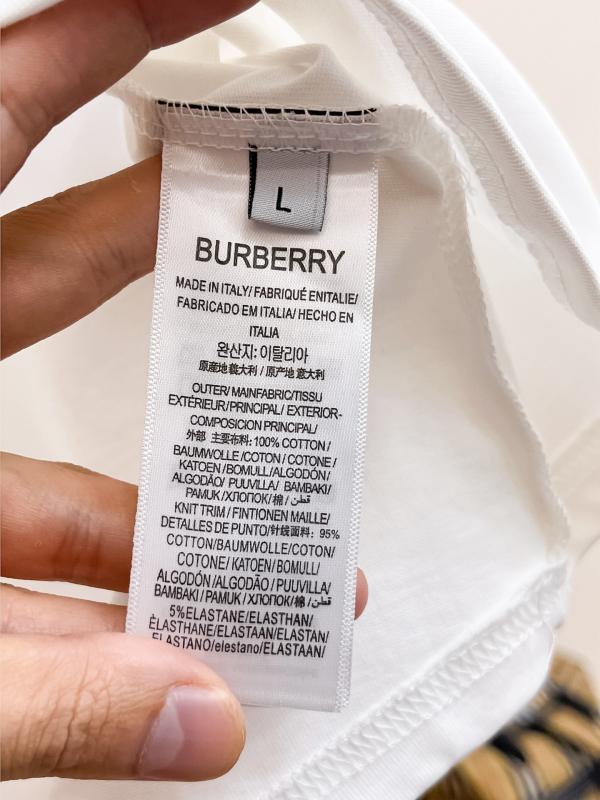 L
BURBERRY
MADE IN ITALY/ FABRIQUÉ ENITALIE/
FABRICADO EM ITALIA/ HECHO EN
ITALIA
완산지: 이탈리아
原産地義大利 / 原产地意大利
OUTER/ MAINFABRIC/TISSU
EXTÉRIEUR/PRINCIPAL/ EXTERIOR-
COMPOSICION PRINCIPAL/
外部 主要布料: 100% COTTON /
BAUMWOLLE /COTON / COTONE /
KATOEN / BOMULL/ ALGODÓN/
ALGODÃO/ PUUVILLA/ BAMBAKI/
PAMUK / ХЛОПОК/ 棉 / قطن
KNIT TRIM / FINTIONEN MAILLE/
DETALLES DE PUNTO/针线面料: 95%
COTTON/BAUMWOLLE/COTON/
COTONE/ KATOEN/ BOMULL/
ALGODÓN / ALGODÃO / PUUVILLA/
BAMBAKI / PAMUK / ХЛОПОК/ 棉 / قطن
5%ELASTANE/ELASTHAN/
ÉLASTHANE/ELASTAAN/ELASTAN/
ELASTANO/elestano/ELASTAAN/